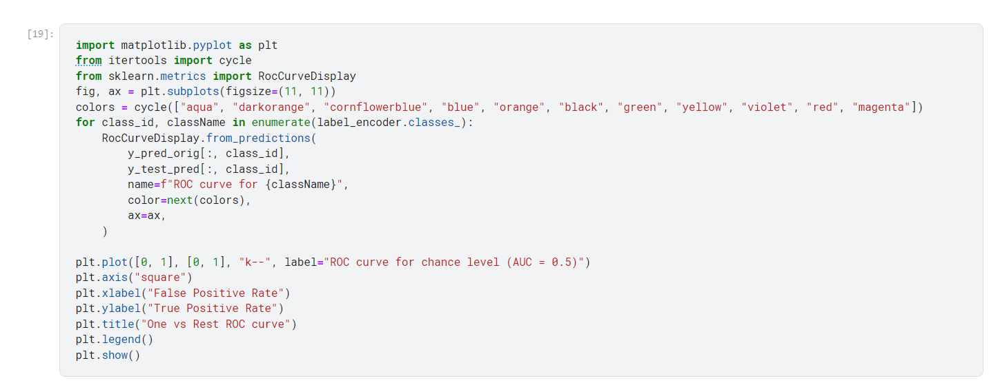 [19]:
import matplotlib.pyplot as plt
from itertools import cycle
from sklearn.metrics import RocCurveDisplay
fig, ax = plt.subplots(figsize=(11, 11))
colors = cycle(["aqua", "darkorange", "cornflowerblue", "blue", "orange", "black", "green", "yellow", "violet", "red", "magenta"])
for class_id, className in enumerate(label_encoder.classes_):
    RocCurveDisplay.from_predictions(
        y_pred_orig[:, class_id],
        y_test_pred[:, class_id],
        name=f"ROC curve for {className}",
        color=next(colors),
        ax=ax,
    )
plt.plot([0, 1], [0, 1], "k--", label="ROC curve for chance level (AUC = 0.5)")
plt.axis("square")
plt.xlabel("False Positive Rate")
plt.ylabel("True Positive Rate")
plt.title("One vs Rest ROC curve")
plt.legend()
plt.show()